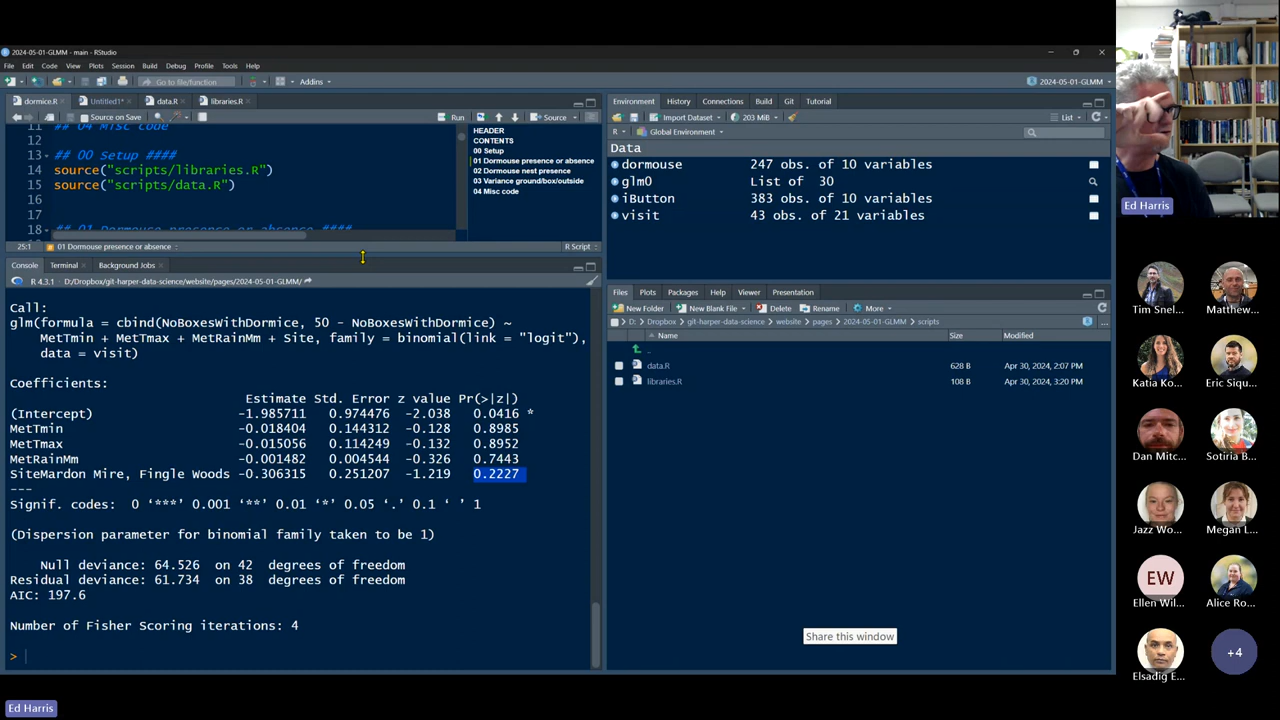 2024-05-01-GLMM - main - RStudio
File Edit Code View Plots Session Build Debug Profile Tools Help
Go to file/function Addins 2024-05-01-GLMM
dormice.R Untitled1* data.R libraries.R
Source on Save Run Source
11 ## 04 Misc code
12
13 ## 00 Setup ####
14 source("scripts/libraries.R")
15 source("scripts/data.R")
16
17
18 ## 01 Dormouse presence or absence ####
HEADER
CONTENTS
00 Setup
01 Dormouse presence or absence
02 Dormouse nest presence
03 Variance ground/box/outside
04 Misc code
25:1 01 Dormouse presence or absence R Script
Console Terminal Background Jobs
R 4.3.1 · D:/Dropbox/git-harper-data-science/website/pages/2024-05-01-GLMM/
Call:
glm(formula = cbind(NoBoxesWithDormice, 50 - NoBoxesWithDormice) ~
MetTmin + MetTmax + MetRainMm + Site, family = binomial(link = "logit"),
data = visit)
Coefficients:
Estimate Std. Error z value Pr(>|z|)
(Intercept) -1.985711 0.974476 -2.038 0.0416 *
MetTmin -0.018404 0.144312 -0.128 0.8985
MetTmax -0.015056 0.114249 -0.132 0.8952
MetRainMm -0.001482 0.004544 -0.326 0.7443
SiteMardon Mire, Fingle Woods -0.306315 0.251207 -1.219 0.2227
---
Signif. codes: 0 ‘***’ 0.001 ‘**’ 0.01 ‘*’ 0.05 ‘.’ 0.1 ‘ ’ 1
(Dispersion parameter for binomial family taken to be 1)
Null deviance: 64.526 on 42 degrees of freedom
Residual deviance: 61.734 on 38 degrees of freedom
AIC: 197.6
Number of Fisher Scoring iterations: 4
>
Environment History Connections Build Git Tutorial
Import Dataset 203 MiB List
R Global Environment
Data
dormouse 247 obs. of 10 variables
glm0 List of 30
iButton 383 obs. of 10 variables
visit 43 obs. of 21 variables
Files Plots Packages Help Viewer Presentation
New Folder New Blank File Delete Rename More
D: Dropbox git-harper-data-science website pages 2024-05-01-GLMM scripts
Name Size Modified
..
data.R 628 B Apr 30, 2024, 2:07 PM
libraries.R 108 B Apr 30, 2024, 3:20 PM
Share this window
Ed Harris
Tim Snel... Matthew...
Katia Ko... Eric Siqu...
Dan Mitc... Sotiria B...
Jazz Wo... Megan L...
EW
Ellen Wil... Alice Ro...
+4
Elsadig E...
Ed Harris